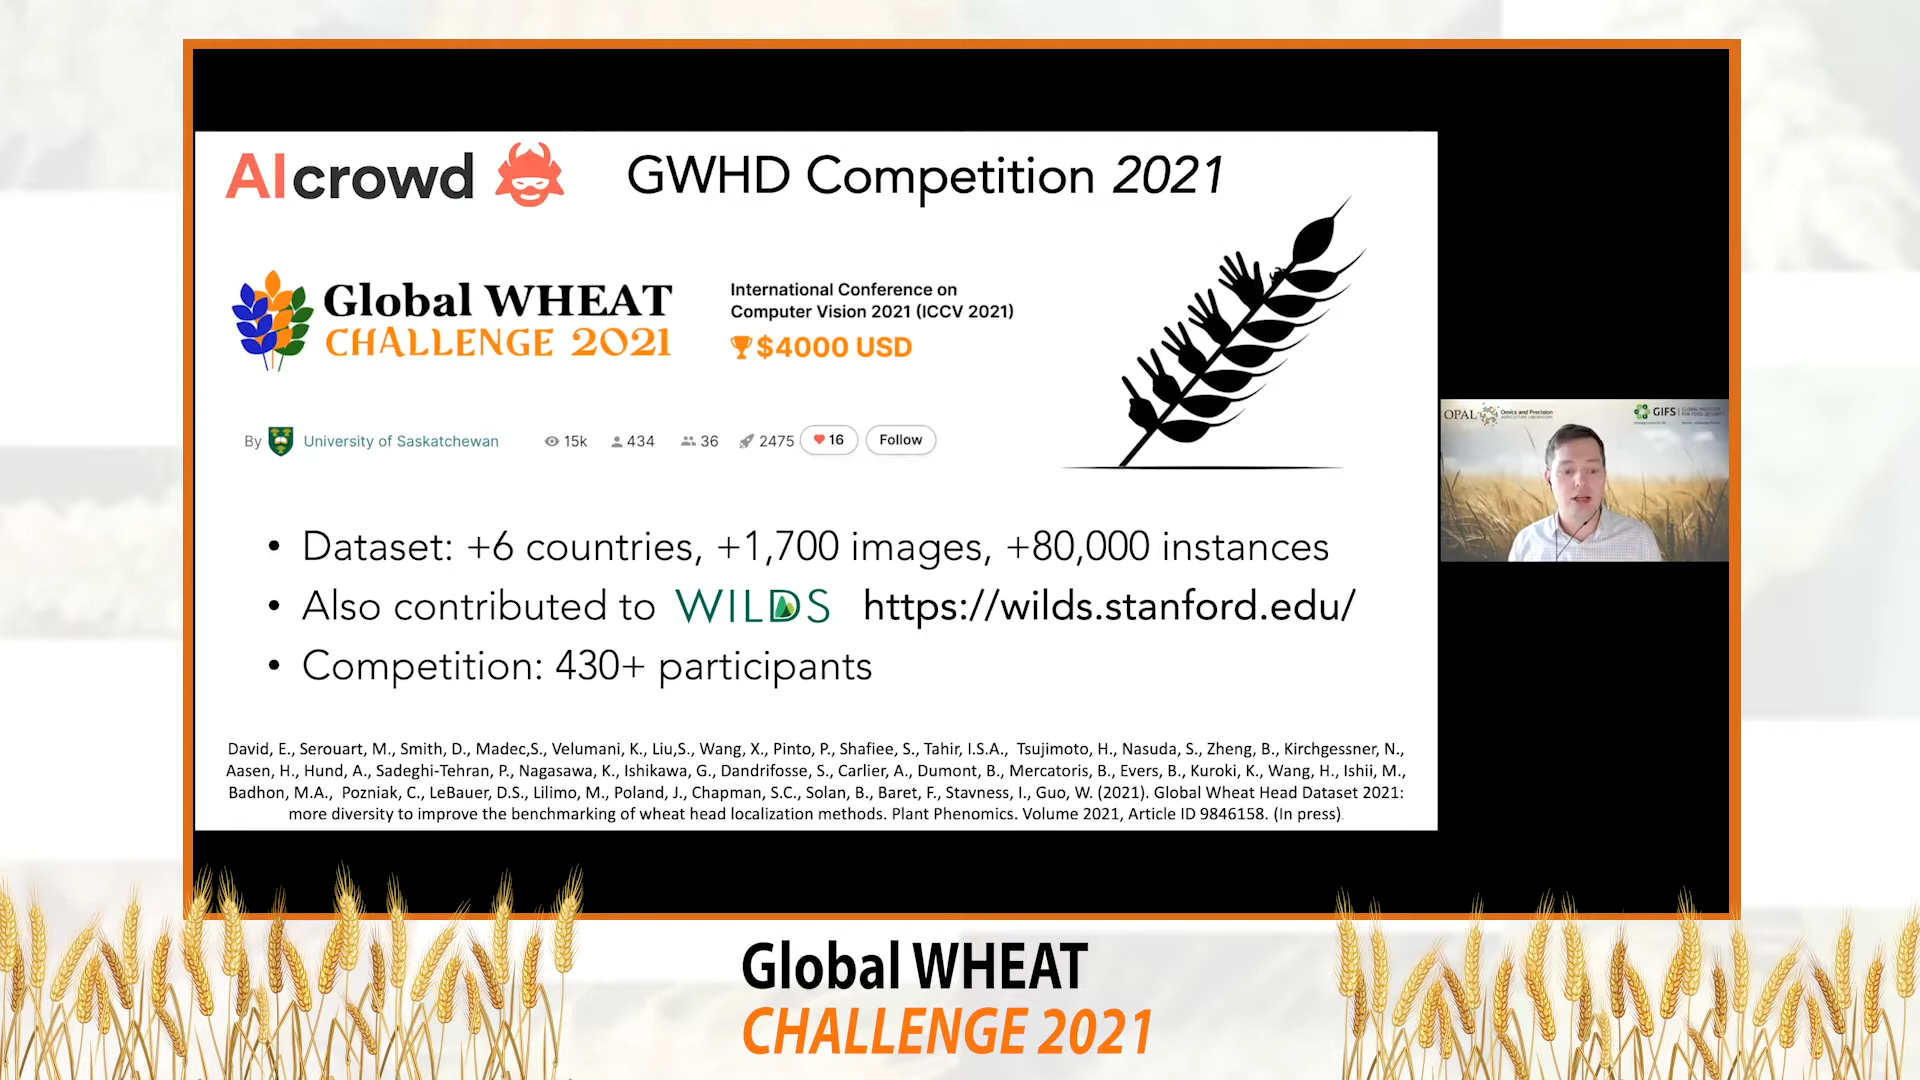 AIcrowd
GWHD Competition 2021
Global WHEAT
CHALLENGE 2021
International Conference on
Computer Vision 2021 (ICCV 2021)
$4000 USD
By University of Saskatchewan 15k 434 36 2475 16 Follow
• Dataset: +6 countries, +1,700 images, +80,000 instances
• Also contributed to WILDS https://wilds.stanford.edu/
• Competition: 430+ participants
David, E., Serouart, M., Smith, D., Madec,S., Velumani, K., Liu,S., Wang, X., Pinto, P., Shafiee, S., Tahir, I.S.A., Tsujimoto, H., Nasuda, S., Zheng, B., Kirchgessner, N.,
Aasen, H., Hund, A., Sadeghi-Tehran, P., Nagasawa, K., Ishikawa, G., Dandrifosse, S., Carlier, A., Dumont, B., Mercatoris, B., Evers, B., Kuroki, K., Wang, H., Ishii, M.,
Badhon, M.A., Pozniak, C., LeBauer, D.S., Lilimo, M., Poland, J., Chapman, S.C., Solan, B., Baret, F., Stavness, I., Guo, W. (2021). Global Wheat Head Dataset 2021:
more diversity to improve the benchmarking of wheat head localization methods. Plant Phenomics. Volume 2021, Article ID 9846158. (In press)
OPAL Omics and Precision
GIFS
Global WHEAT
CHALLENGE 2021